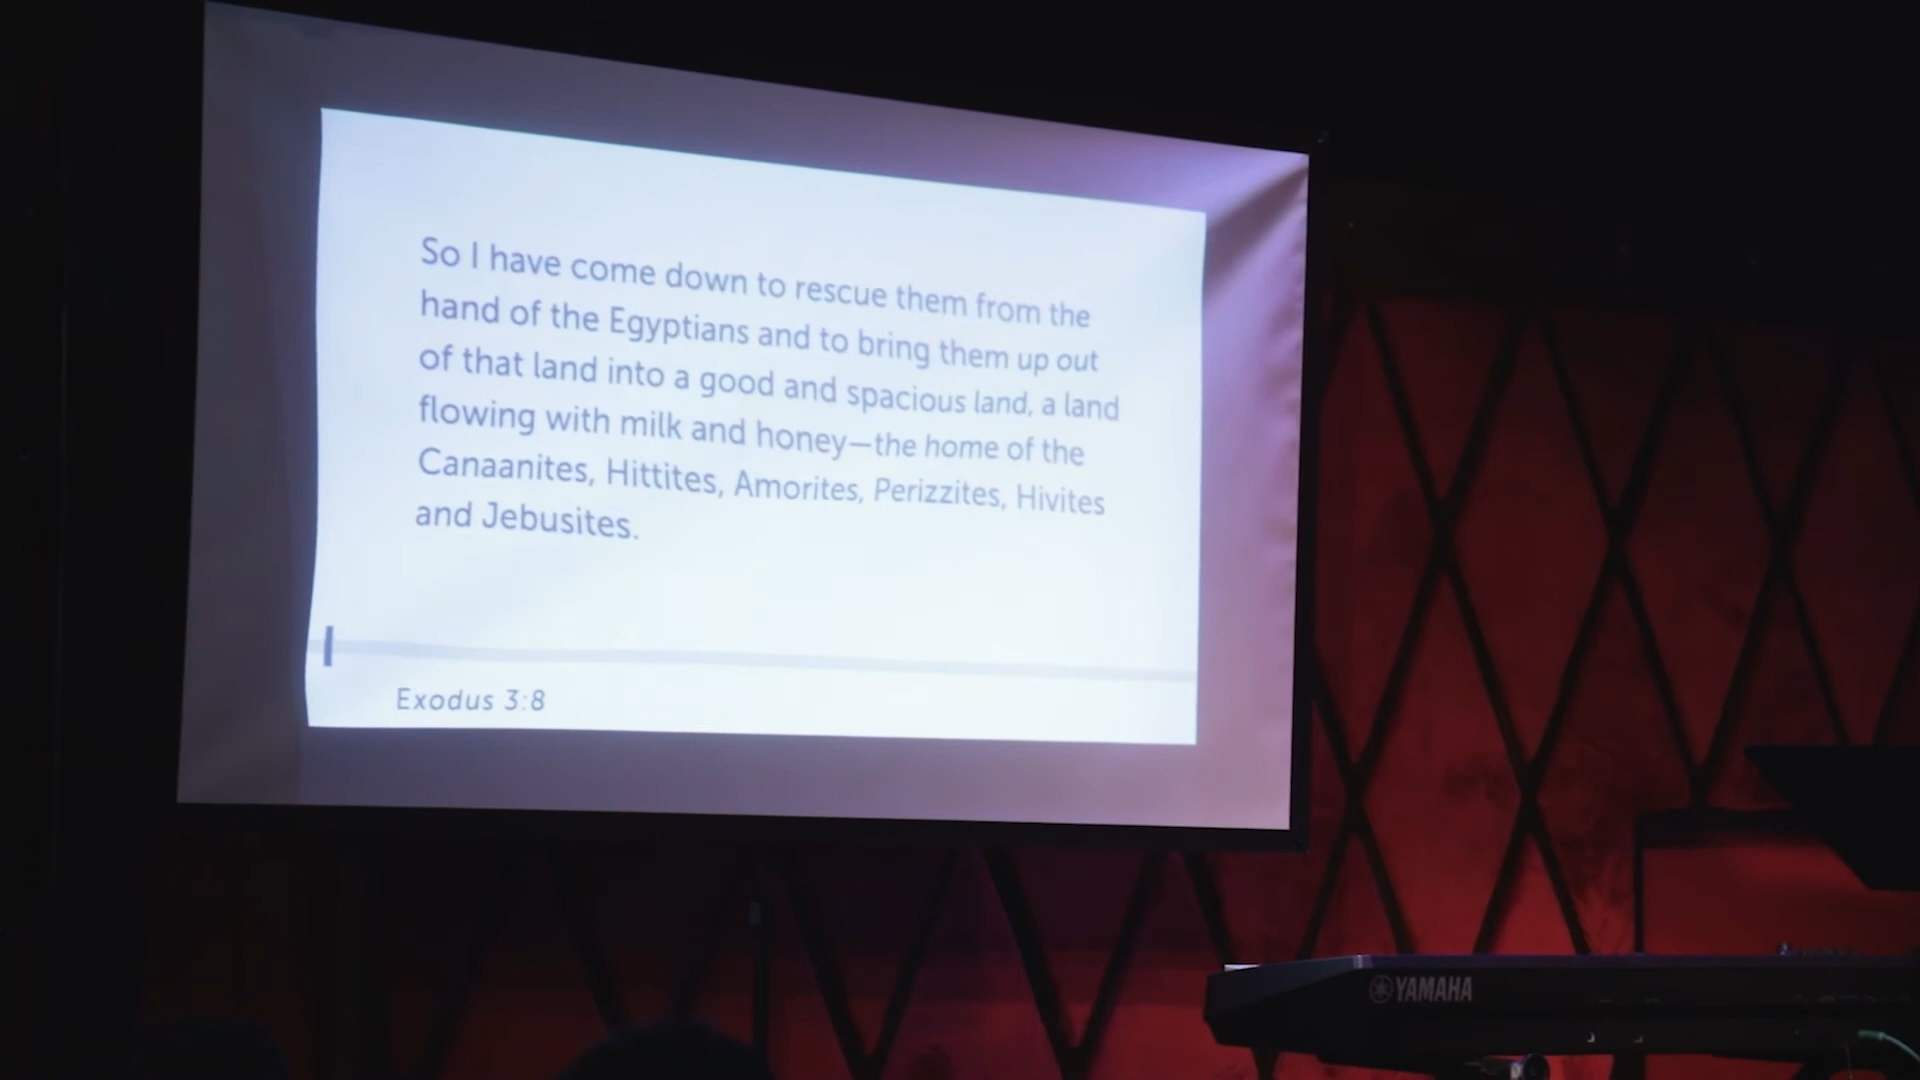 So I have come down to rescue them from the
hand of the Egyptians and to bring them up out
of that land into a good and spacious land, a land
flowing with milk and honey—the home of the
Canaanites, Hittites, Amorites, Perizzites, Hivites
and Jebusites.
Exodus 3:8
YAMAHA